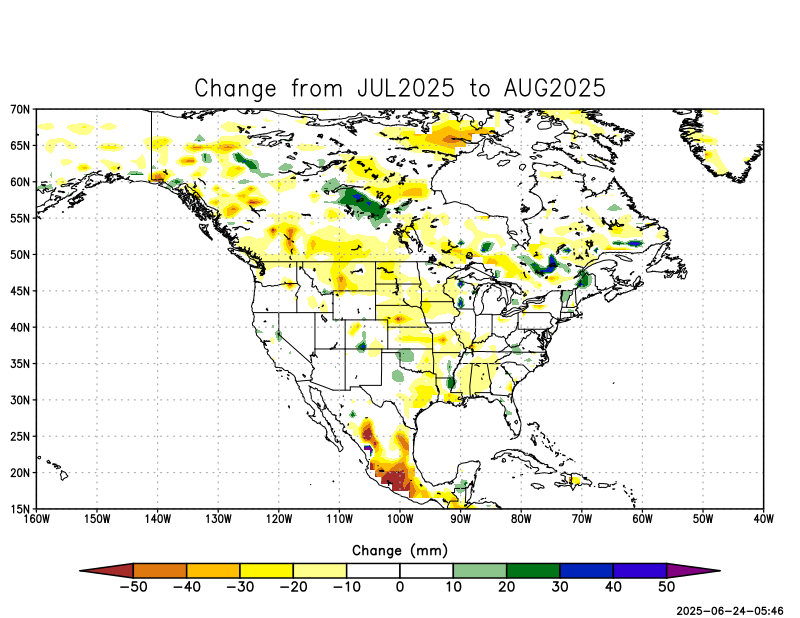 Change from JUL2025 to AUG2025
70N
65N
60N
55N
50N
45N
40N
35N
30N
25N
20N
15N
160W 150W 140W 130W 120W 110W 100W 90W 80W 70W 60W 50W 40W
Change (mm)
−50 −40 −30 −20 −10 0 10 20 30 40 50
2025-06-24-05:46